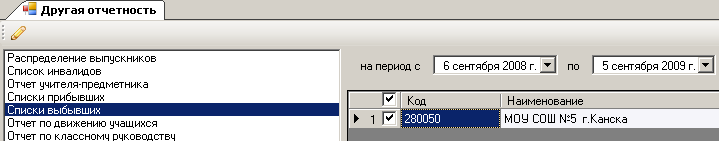 Другая отчетность
Распределение выпускников
Список инвалидов
Отчет учителя-предметника
Списки прибывших
Списки выбывших
Отчет по движению учащихся
Отчет по классному руководству
на период с 6 сентября 2008 г. по 5 сентября 2009 г.
Код Наименование
1 280050 МОУ СОШ №5 г.Канска